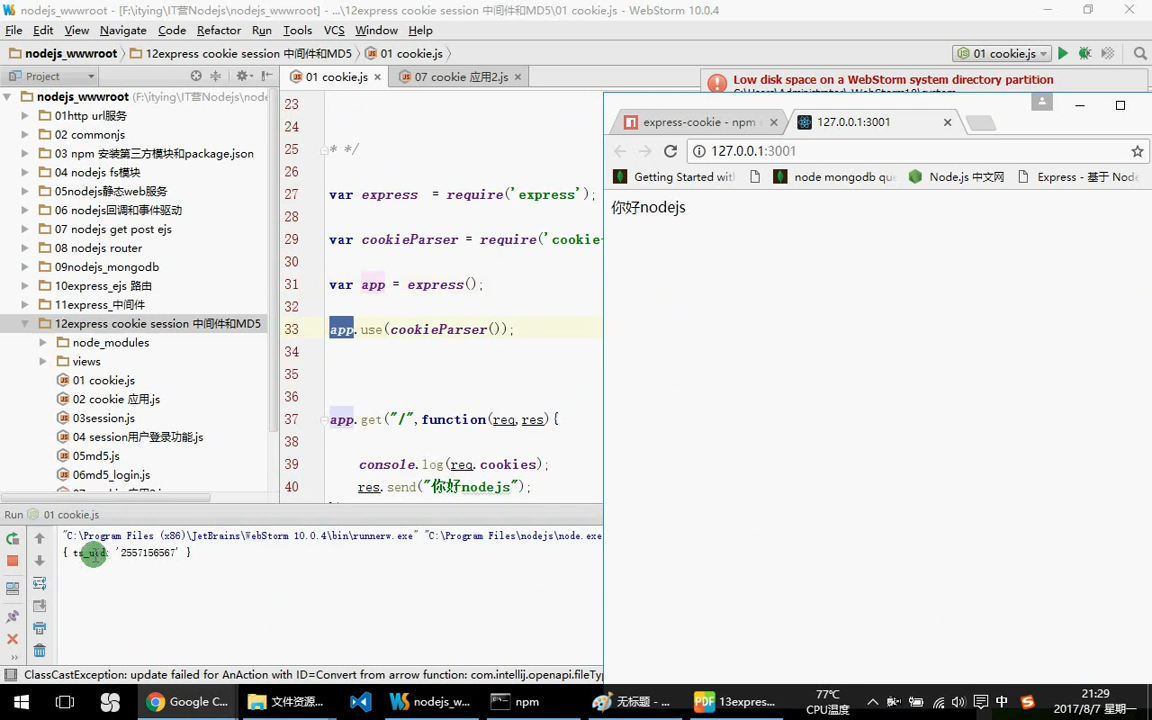 nodejs_wwwroot - [F:\itying\IT营Nodejs\nodejs_wwwroot] - ...\12express cookie session 中间件和MD5\01 cookie.js - WebStorm 10.0.4
File Edit View Navigate Code Refactor Run Tools VCS Window Help
nodejs_wwwroot 12express cookie session 中间件和MD5 01 cookie.js 01 cookie.js
Project 01 cookie.js 07 cookie 应用2.js
Low disk space on a WebStorm system directory partition
nodejs_wwwroot (F:\itying\IT营Nodejs\node
01http url服务
02 commonjs
03 npm 安装第三方模块和package.json
04 nodejs fs模块
05nodejs静态web服务
06 nodejs回调和事件驱动
07 nodejs get post ejs
08 nodejs router
09nodejs_mongodb
10express_ejs 路由
11express_中间件
12express cookie session 中间件和MD5
node_modules
views
01 cookie.js
02 cookie 应用.js
03session.js
04 session用户登录功能.js
05md5.js
06md5_login.js
23
24
25 * */
26
27 var express = require('express');
28
29 var cookieParser = require('cookie-
30
31 var app = express();
32
33 app.use(cookieParser());
34
35
36
37 app.get("/",function(req,res){
38
39 console.log(req.cookies);
40 res.send("你好nodejs");
express-cookie - npm
127.0.0.1:3001
127.0.0.1:3001
Getting Started wit node mongodb que Node.js 中文网 Express - 基于 Nod
你好nodejs
Run 01 cookie.js
"C:\Program Files (x86)\JetBrains\WebStorm 10.0.4\bin\runnerw.exe" "C:\Program Files\nodejs\node.exe
{ ts_uid: '2557156567' }
ClassCastException: update failed for AnAction with ID=Convert from arrow function: com.intellij.openapi.fileTyp
Google C... 文件资源... nodejs_w... npm 无标题 - ... 13expres...
77℃
CPU温度
中
21:29
2017/8/7 星期一